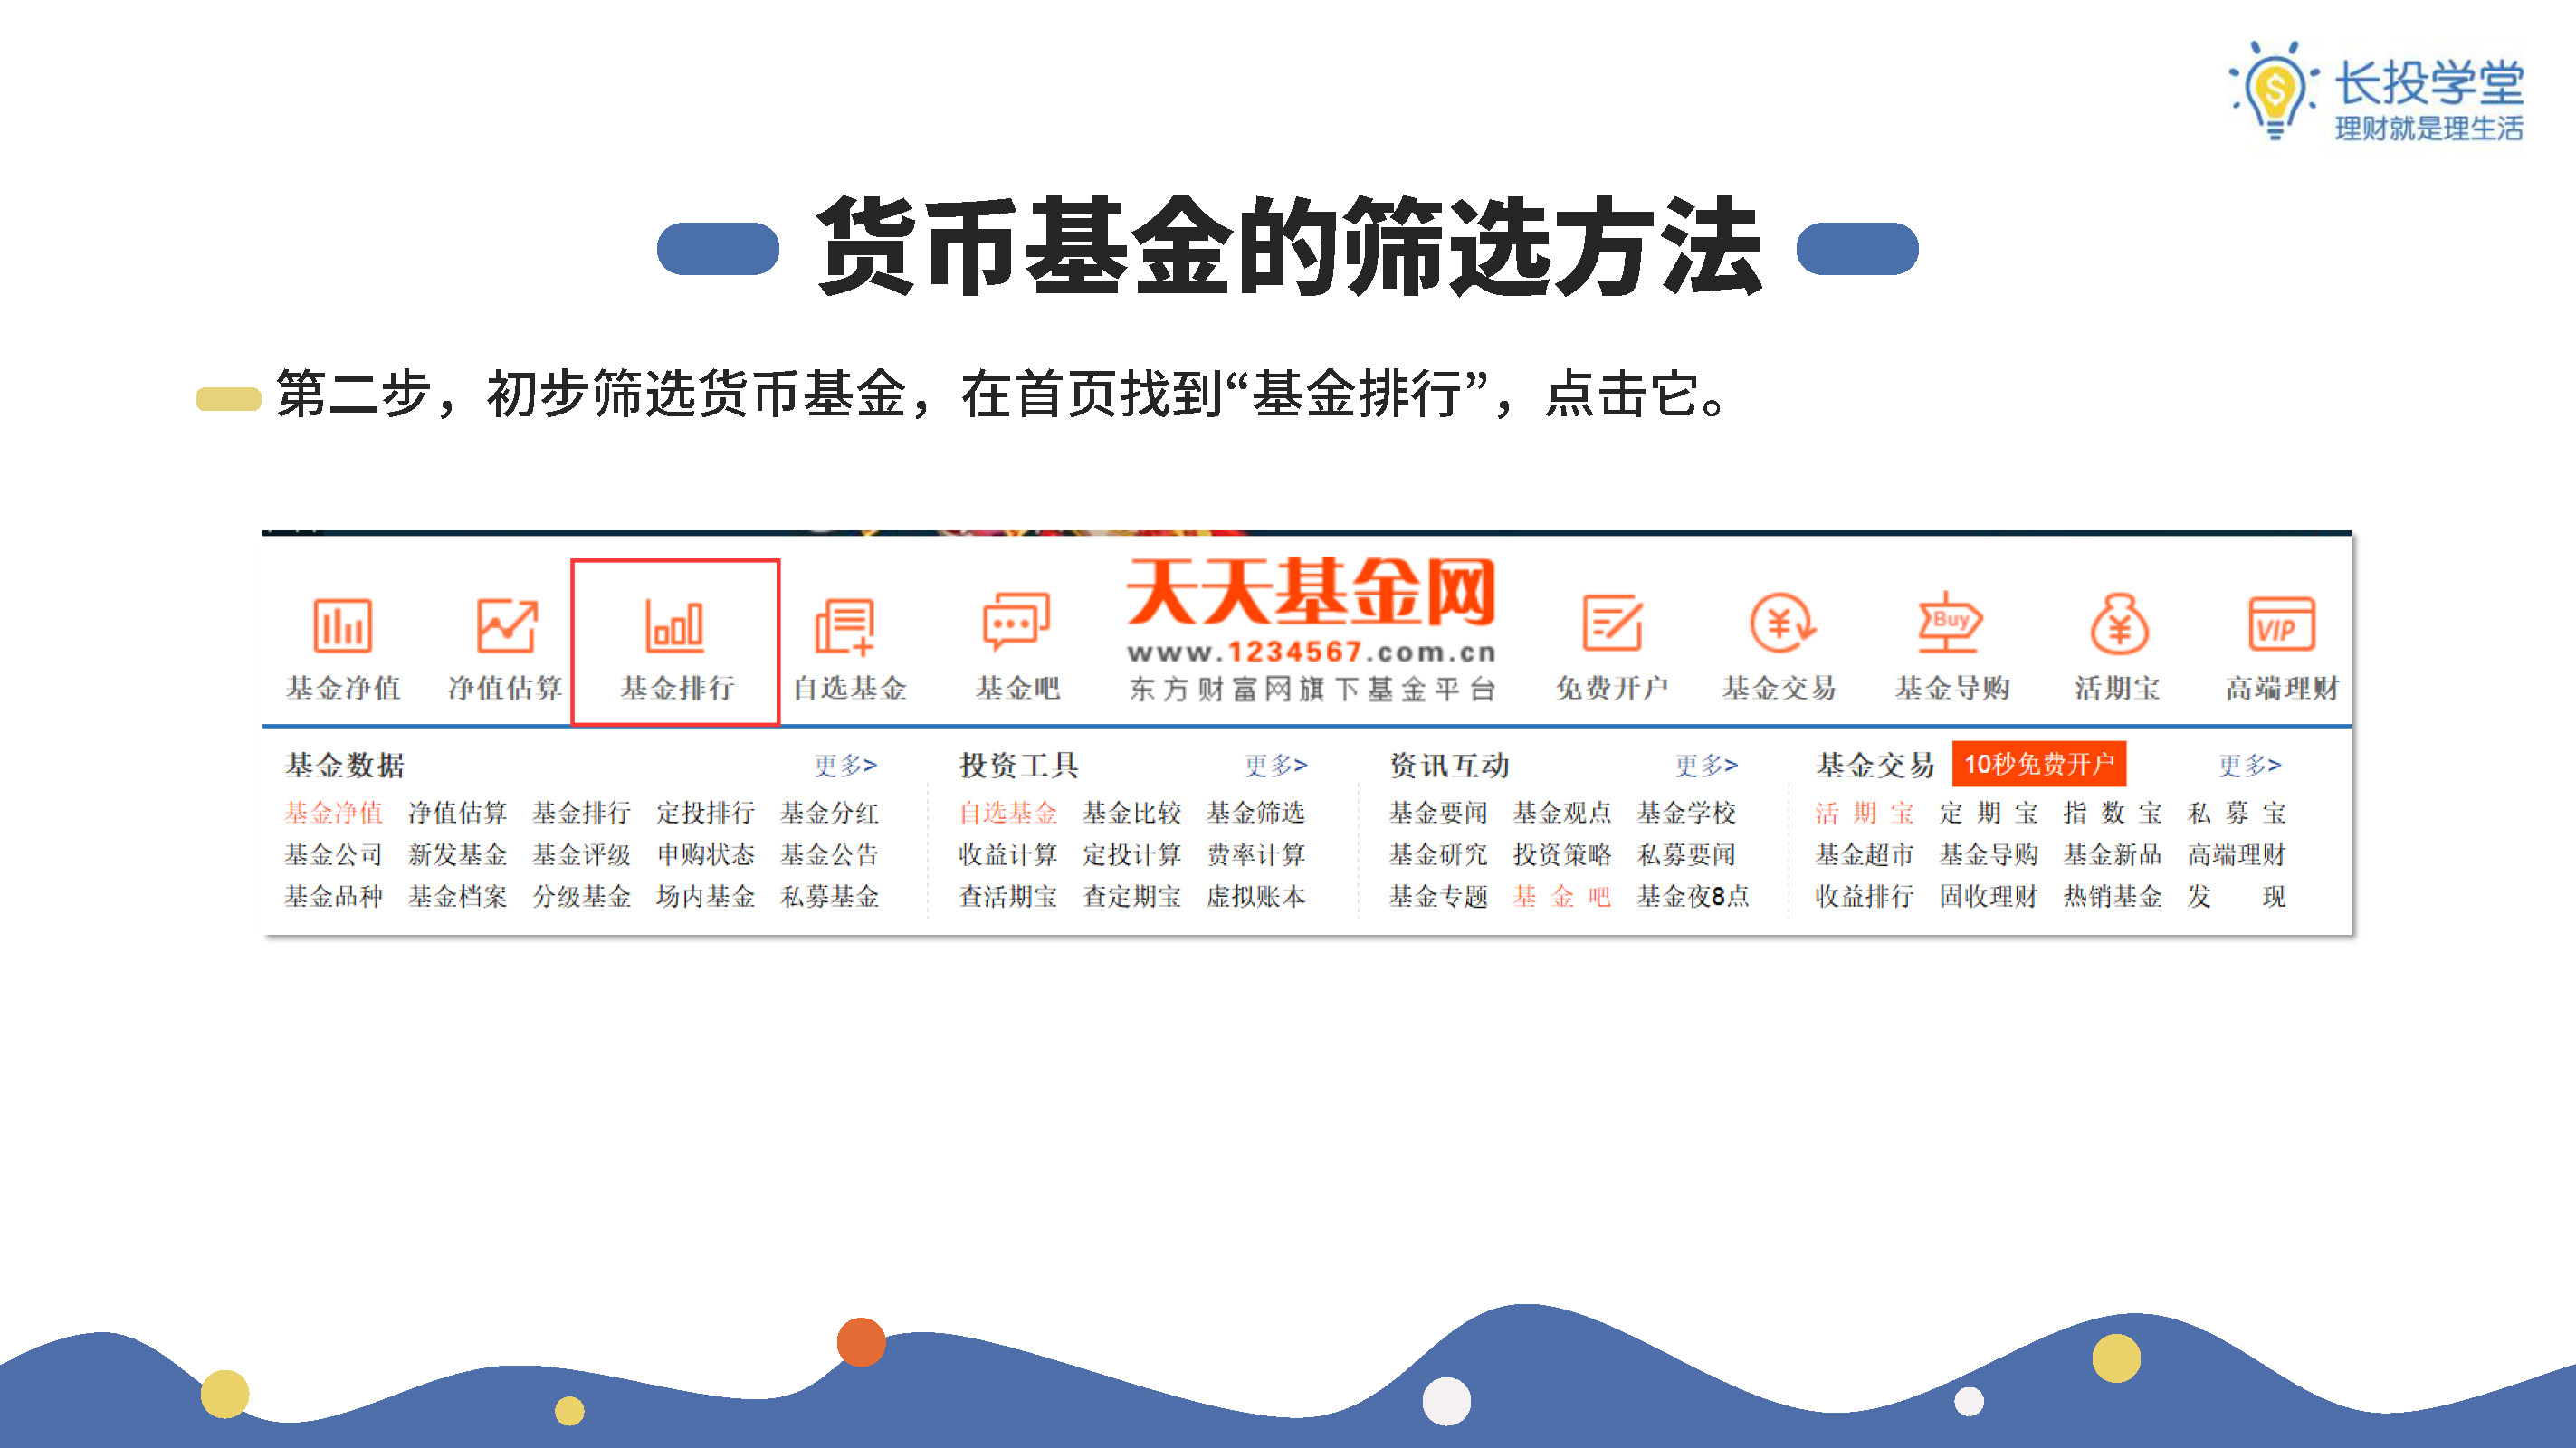 长投学堂
理财就是理生活
货币基金的筛选方法
第二步，初步筛选货币基金，在首页找到“基金排行”，点击它。
基金净值 净值估算 基金排行 自选基金 基金吧
天天基金网
www.1234567.com.cn
东方财富网旗下基金平台
免费开户 基金交易 Buy 基金导购 活期宝 VIP 高端理财
基金数据 更多>
基金净值 净值估算 基金排行 定投排行 基金分红
基金公司 新发基金 基金评级 申购状态 基金公告
基金品种 基金档案 分级基金 场内基金 私募基金
投资工具 更多>
自选基金 基金比较 基金筛选
收益计算 定投计算 费率计算
查活期宝 查定期宝 虚拟账本
资讯互动 更多>
基金要闻 基金观点 基金学校
基金研究 投资策略 私募要闻
基金专题 基金吧 基金夜8点
基金交易 10秒免费开户 更多>
活期宝 定期宝 指数宝 私募宝
基金超市 基金导购 基金新品 高端理财
收益排行 固收理财 热销基金 发现